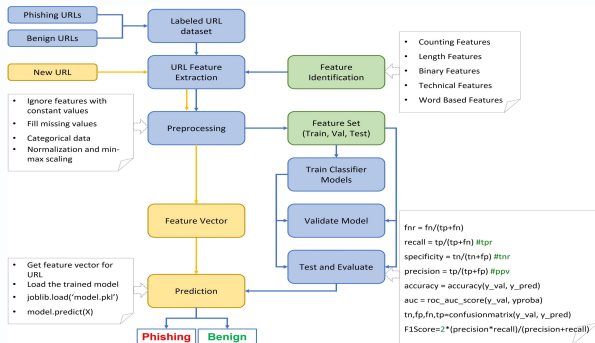 Phishing URLs
Benign URLs
Labeled URL
dataset
New URL
URL Feature
Extraction
Feature
Identification
• Counting Features
• Length Features
• Binary Features
• Technical Features
• Word Based Features
• Ignore features with
constant values
• Fill missing values
• Categorical data
• Normalization and min-
max scaling
Preprocessing
Feature Set
(Train, Val, Test)
Train Classifier
Models
Feature Vector
Validate Model
Test and Evaluate
fnr = fn/(tp+fn)
recall = tp/(tp+fn) #tpr
specificity = tn/(tn+fp) #tnr
precision = tp/(tp+fp) #ppv
accuracy = accuracy(y_val, y_pred)
auc = roc_auc_score(y_val, yproba)
tn,fp,fn,tp=confusionmatrix(y_val, y_pred)
F1Score=2*(precision*recall)/(precision+recall)
• Get feature vector for
URL
• Load the trained model
• joblib.load('model.pkl')
• model.predict(X)
Prediction
Phishing
Benign